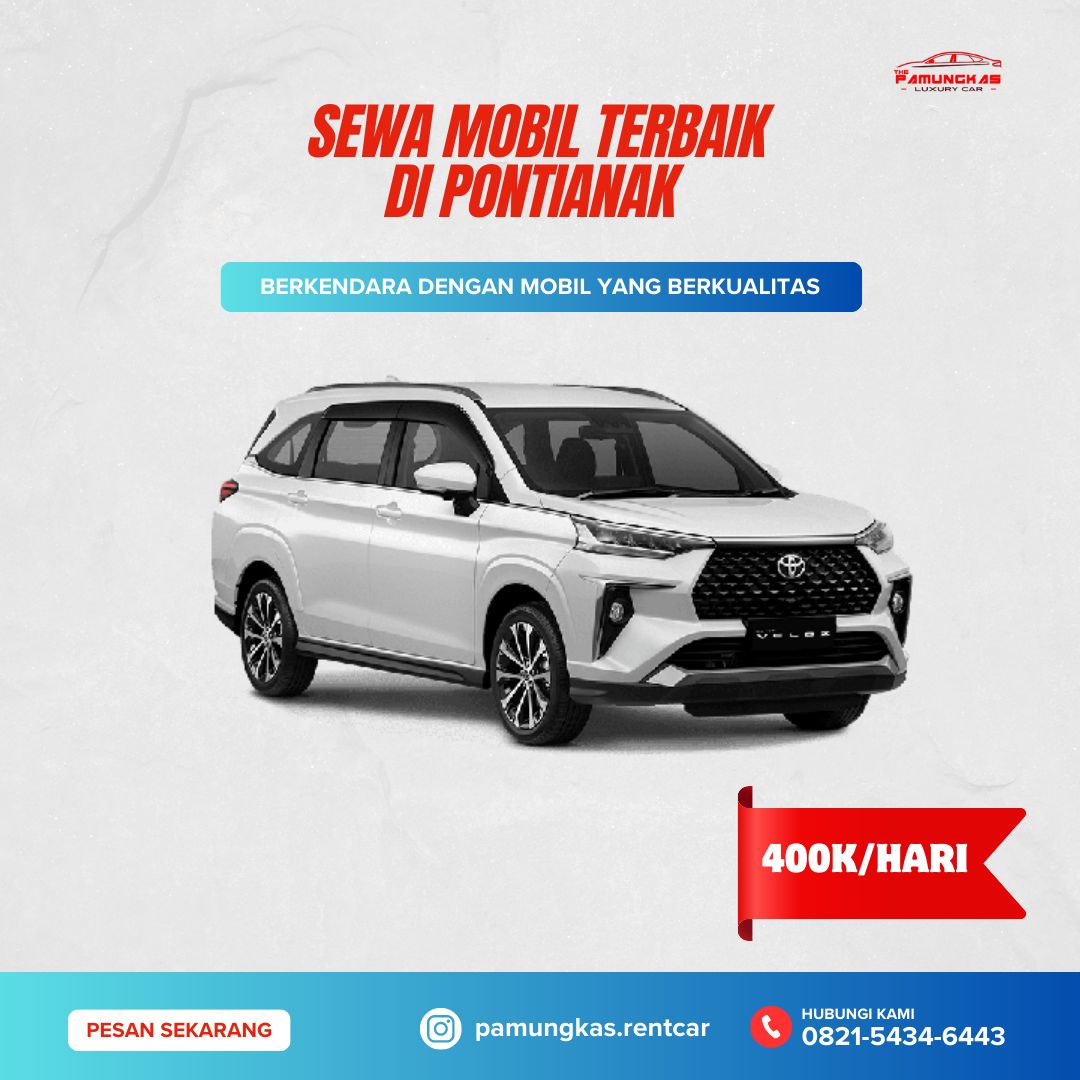 THE
PAMUNGKAS
- LUXURY CAR -
SEWA MOBIL TERBAIK
DI PONTIANAK
BERKENDARA DENGAN MOBIL YANG BERKUALITAS
VELOZ
400K/HARI
PESAN SEKARANG
pamungkas.rentcar
HUBUNGI KAMI
0821-5434-6443